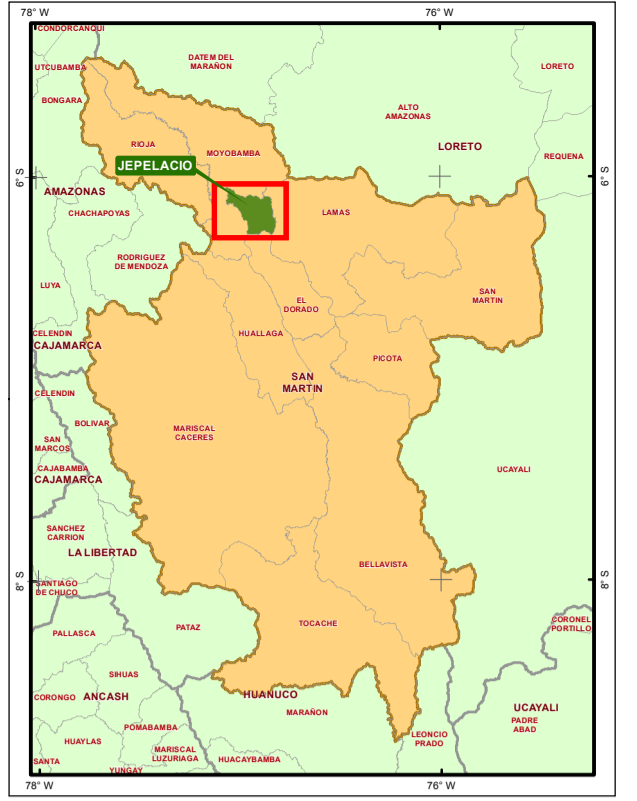 78° W
76° W
CONDORCANQUI
UTCUBAMBA
DATEM DEL
MARAÑON
LORETO
BONGARA
ALTO
AMAZONAS
RIOJA
MOYOBAMBA
LORETO
REQUENA
JEPELACIO
6° S
6° S
AMAZONAS
CHACHAPOYAS
LAMAS
RODRIGUEZ
DE MENDOZA
LUYA
SAN
MARTIN
EL
DORADO
CELENDIN
CAJAMARCA
HUALLAGA
PICOTA
SAN
MARTIN
CELENDIN
BOLIVAR
MARISCAL
CACERES
SAN
MARCOS
CAJABAMBA
CAJAMARCA
UCAYALI
SANCHEZ
CARRION
LA LIBERTAD
BELLAVISTA
8° S
8° S
SANTIAGO
DE CHUCO
PALLASCA
PATAZ
TOCACHE
CORONEL
PORTILLO
SIHUAS
CORONGO
ANCASH
HUANUCO
MARAÑON
UCAYALI
PADRE
ABAD
POMABAMBA
HUAYLAS
MARISCAL
LUZURIAGA
LEONCIO
PRADO
SANTA
YUNGAY
HUACAYBAMBA
78° W
76° W